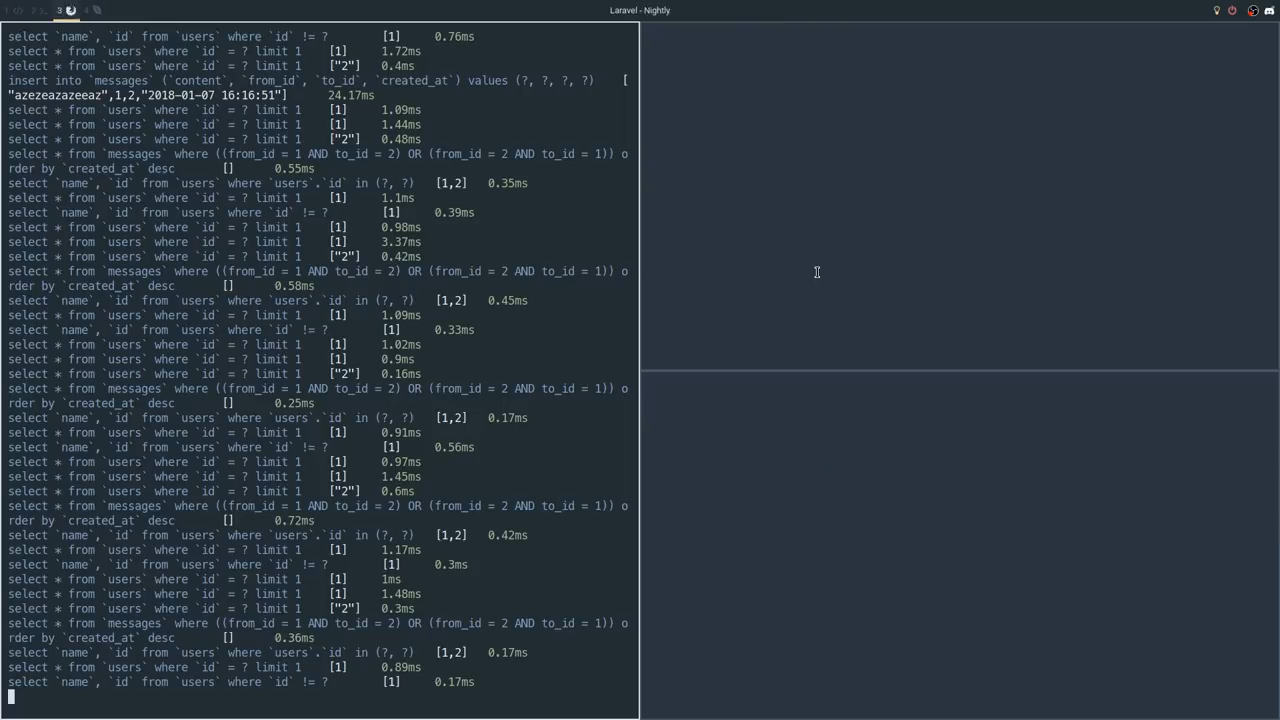 1 2 3 4 Laravel - Nightly
select `name`, `id` from `users` where `id` != ? [1] 0.76ms
select * from `users` where `id` = ? limit 1 [1] 1.72ms
select * from `users` where `id` = ? limit 1 ["2"] 0.4ms
insert into `messages` (`content`, `from_id`, `to_id`, `created_at`) values (?, ?, ?, ?) [
"azezeazazeeaz",1,2,"2018-01-07 16:16:51"] 24.17ms
select * from `users` where `id` = ? limit 1 [1] 1.09ms
select * from `users` where `id` = ? limit 1 [1] 1.44ms
select * from `users` where `id` = ? limit 1 ["2"] 0.48ms
select * from `messages` where ((from_id = 1 AND to_id = 2) OR (from_id = 2 AND to_id = 1)) o
rder by `created_at` desc [] 0.55ms
select `name`, `id` from `users` where `users`.`id` in (?, ?) [1,2] 0.35ms
select * from `users` where `id` = ? limit 1 [1] 1.1ms
select `name`, `id` from `users` where `id` != ? [1] 0.39ms
select * from `users` where `id` = ? limit 1 [1] 0.98ms
select * from `users` where `id` = ? limit 1 [1] 3.37ms
select * from `users` where `id` = ? limit 1 ["2"] 0.42ms
select * from `messages` where ((from_id = 1 AND to_id = 2) OR (from_id = 2 AND to_id = 1)) o
rder by `created_at` desc [] 0.58ms
select `name`, `id` from `users` where `users`.`id` in (?, ?) [1,2] 0.45ms
select * from `users` where `id` = ? limit 1 [1] 1.09ms
select `name`, `id` from `users` where `id` != ? [1] 0.33ms
select * from `users` where `id` = ? limit 1 [1] 1.02ms
select * from `users` where `id` = ? limit 1 [1] 0.9ms
select * from `users` where `id` = ? limit 1 ["2"] 0.16ms
select * from `messages` where ((from_id = 1 AND to_id = 2) OR (from_id = 2 AND to_id = 1)) o
rder by `created_at` desc [] 0.25ms
select `name`, `id` from `users` where `users`.`id` in (?, ?) [1,2] 0.17ms
select * from `users` where `id` = ? limit 1 [1] 0.91ms
select `name`, `id` from `users` where `id` != ? [1] 0.56ms
select * from `users` where `id` = ? limit 1 [1] 0.97ms
select * from `users` where `id` = ? limit 1 [1] 1.45ms
select * from `users` where `id` = ? limit 1 ["2"] 0.6ms
select * from `messages` where ((from_id = 1 AND to_id = 2) OR (from_id = 2 AND to_id = 1)) o
rder by `created_at` desc [] 0.72ms
select `name`, `id` from `users` where `users`.`id` in (?, ?) [1,2] 0.42ms
select * from `users` where `id` = ? limit 1 [1] 1.17ms
select `name`, `id` from `users` where `id` != ? [1] 0.3ms
select * from `users` where `id` = ? limit 1 [1] 1ms
select * from `users` where `id` = ? limit 1 [1] 1.48ms
select * from `users` where `id` = ? limit 1 ["2"] 0.3ms
select * from `messages` where ((from_id = 1 AND to_id = 2) OR (from_id = 2 AND to_id = 1)) o
rder by `created_at` desc [] 0.36ms
select `name`, `id` from `users` where `users`.`id` in (?, ?) [1,2] 0.17ms
select * from `users` where `id` = ? limit 1 [1] 0.89ms
select `name`, `id` from `users` where `id` != ? [1] 0.17ms